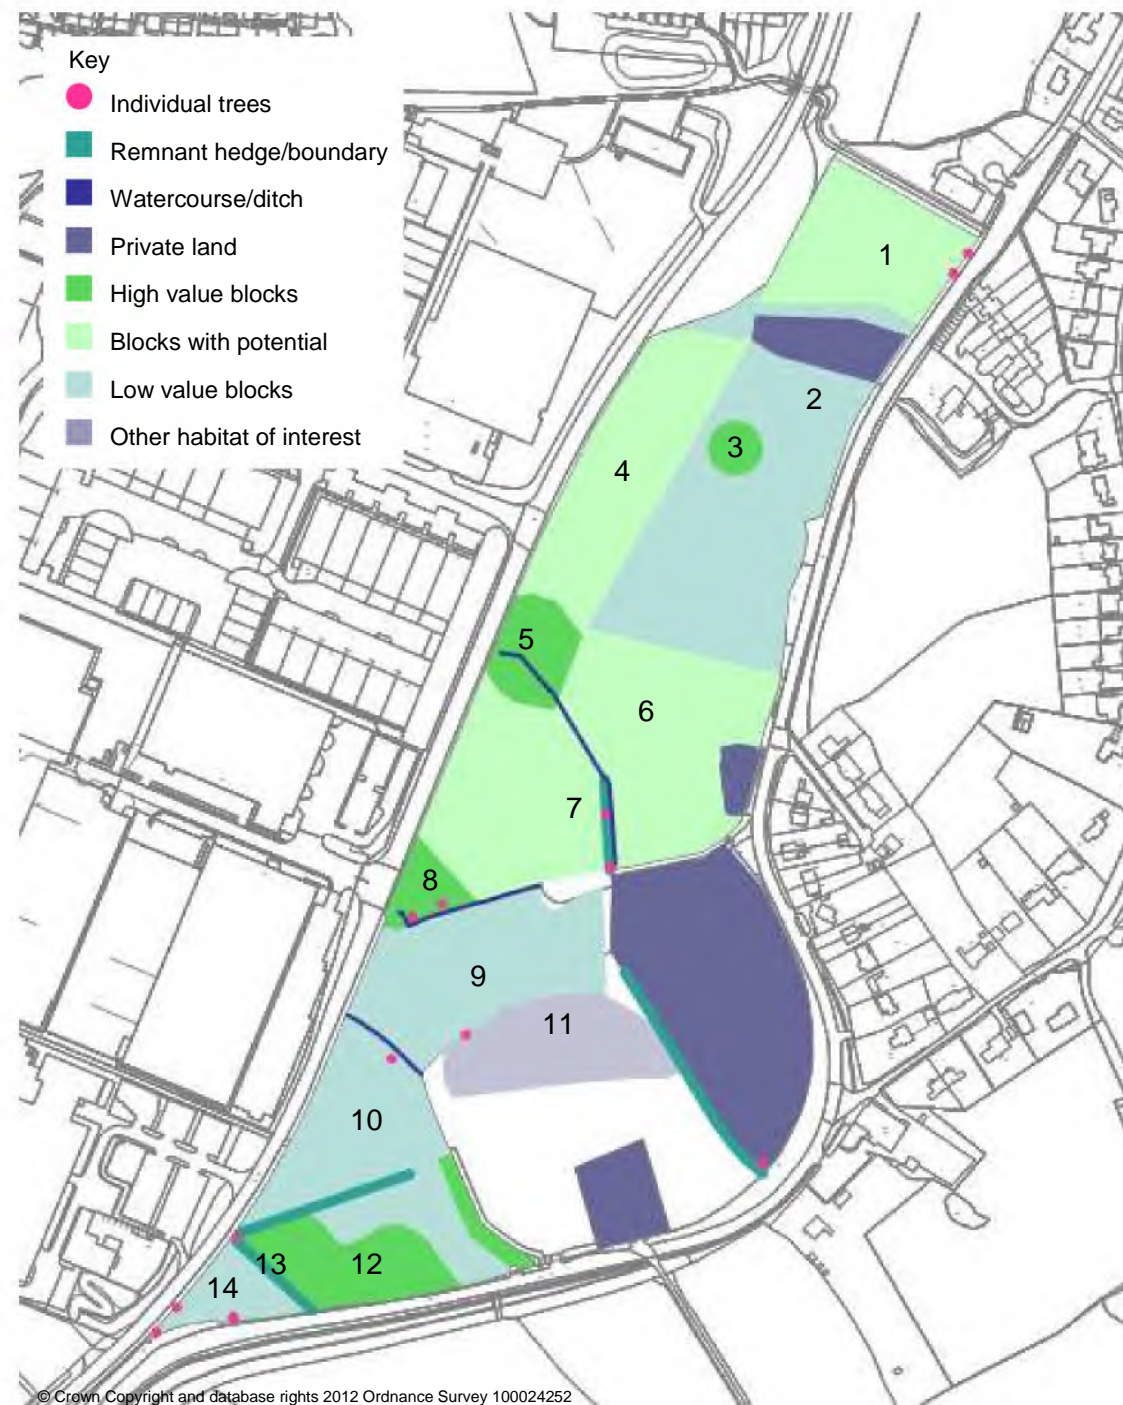 Key
Individual trees
Remnant hedge/boundary
Watercourse/ditch
Private land
High value blocks
Blocks with potential
Low value blocks
Other habitat of interest
1
2
3
4
5
6
7
8
9
11
10
13
12
14
© Crown Copyright and database rights 2012 Ordnance Survey 100024252